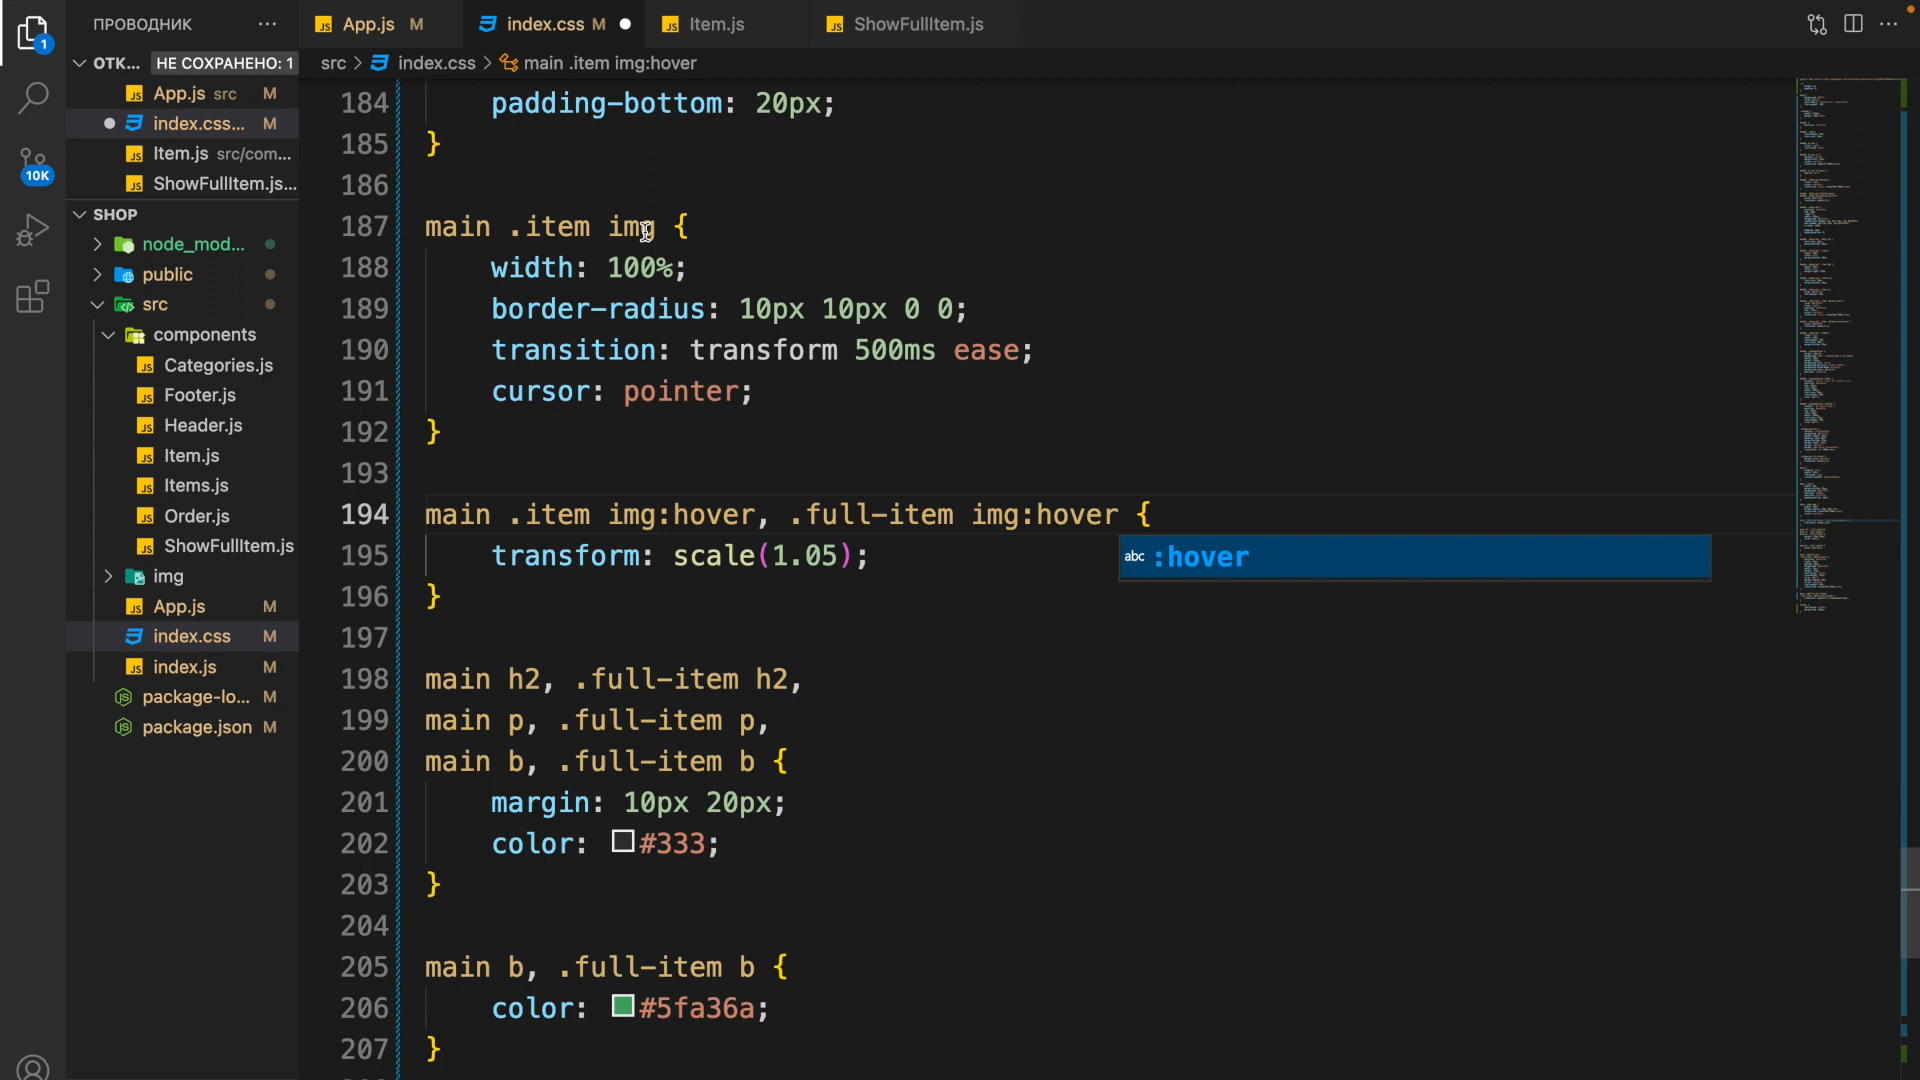 ПРОВОДНИК ···
App.js M
index.css M
Item.js
ShowFullItem.js
ОТК... НЕ СОХРАНЕНО: 1
src > index.css > main .item img:hover
App.js src M
index.css... M
Item.js src/com...
ShowFullItem.js...
SHOP
node_mod...
public
src
components
Categories.js
Footer.js
Header.js
Item.js
Items.js
Order.js
ShowFullItem.js
img
App.js M
index.css M
index.js M
package-lo... M
package.json M
1
10K
184 padding-bottom: 20px;
185 }
186
187 main .item img {
188 width: 100%;
189 border-radius: 10px 10px 0 0;
190 transition: transform 500ms ease;
191 cursor: pointer;
192 }
193
194 main .item img:hover, .full-item img:hover {
195 transform: scale(1.05);
abc :hover
196 }
197
198 main h2, .full-item h2,
199 main p, .full-item p,
200 main b, .full-item b {
201 margin: 10px 20px;
202 color: #333;
203 }
204
205 main b, .full-item b {
206 color: #5fa36a;
207 }